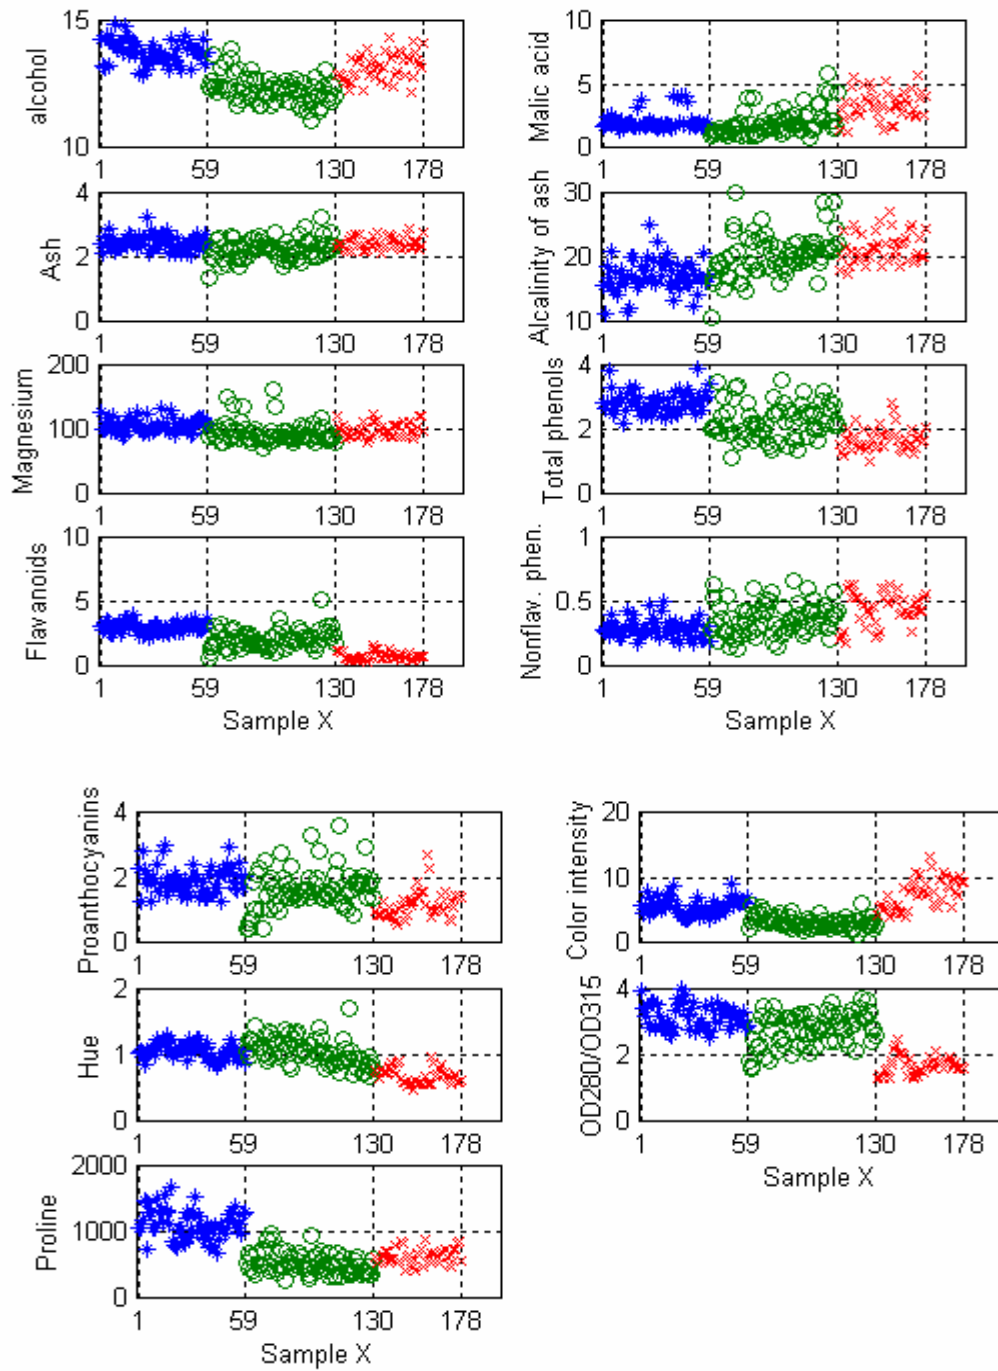 15
10
alcohol
1 59 130 178
10
5
0
Malic acid
1 59 130 178
4
2
0
Ash
1 59 130 178
30
20
10
Alcalinity of ash
1 59 130 178
200
100
0
Magnesium
1 59 130 178
4
2
0
Total phenols
1 59 130 178
10
5
0
Flavanoids
1 59 130 178
Sample X
1
0.5
0
Nonflav. phen.
1 59 130 178
Sample X
4
2
0
Proanthocyanins
1 59 130 178
20
10
0
Color intensity
1 59 130 178
2
1
0
Hue
1 59 130 178
4
2
0
OD280/OD315
1 59 130 178
Sample X
2000
1000
0
Proline
1 59 130 178
Sample X